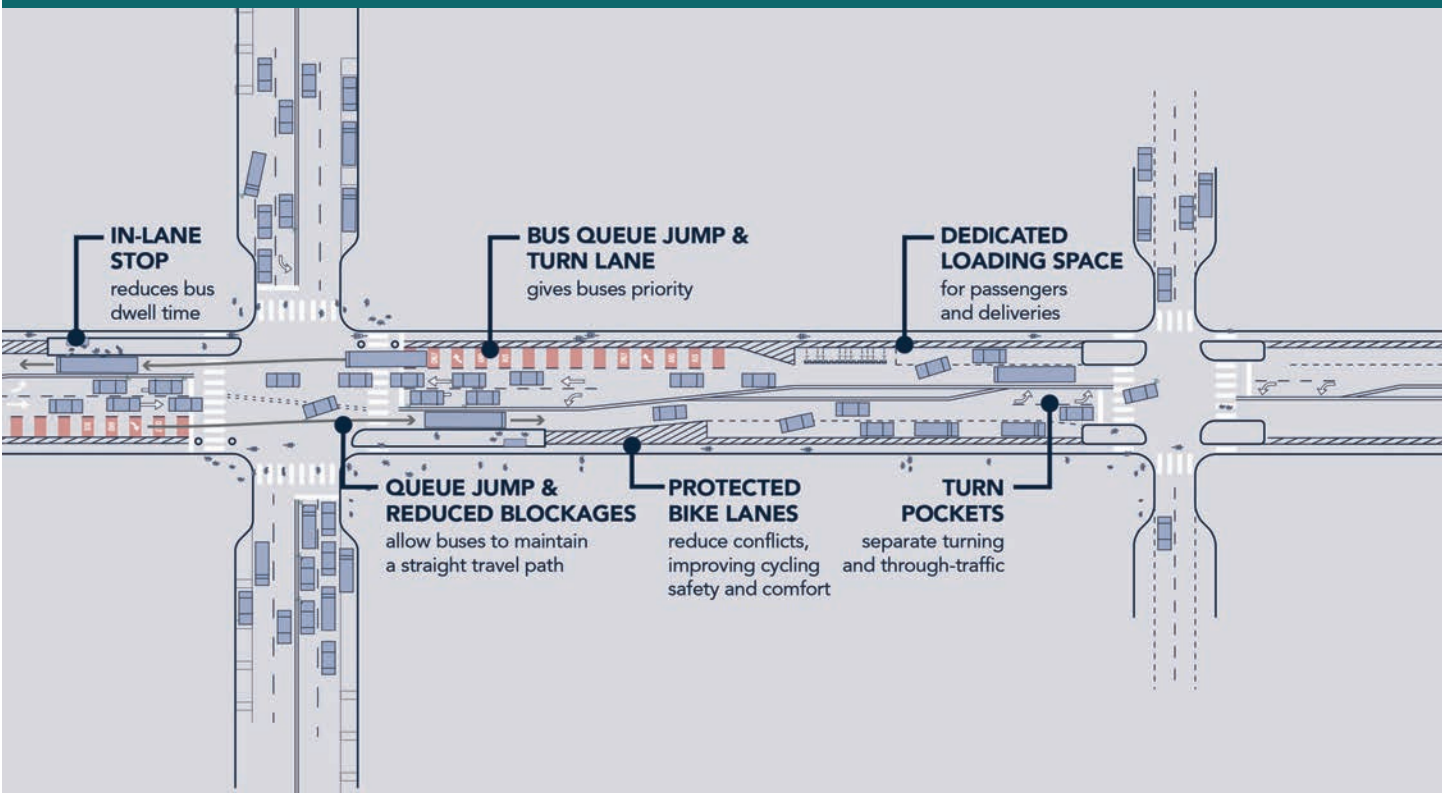 IN-LANE
STOP
reduces bus
dwell time
BUS QUEUE JUMP &
TURN LANE
gives buses priority
DEDICATED
LOADING SPACE
for passengers
and deliveries
QUEUE JUMP &
REDUCED BLOCKAGES
allow buses to maintain
a straight travel path
PROTECTED
BIKE LANES
reduce conflicts,
improving cycling
safety and comfort
TURN
POCKETS
separate turning
and through-traffic